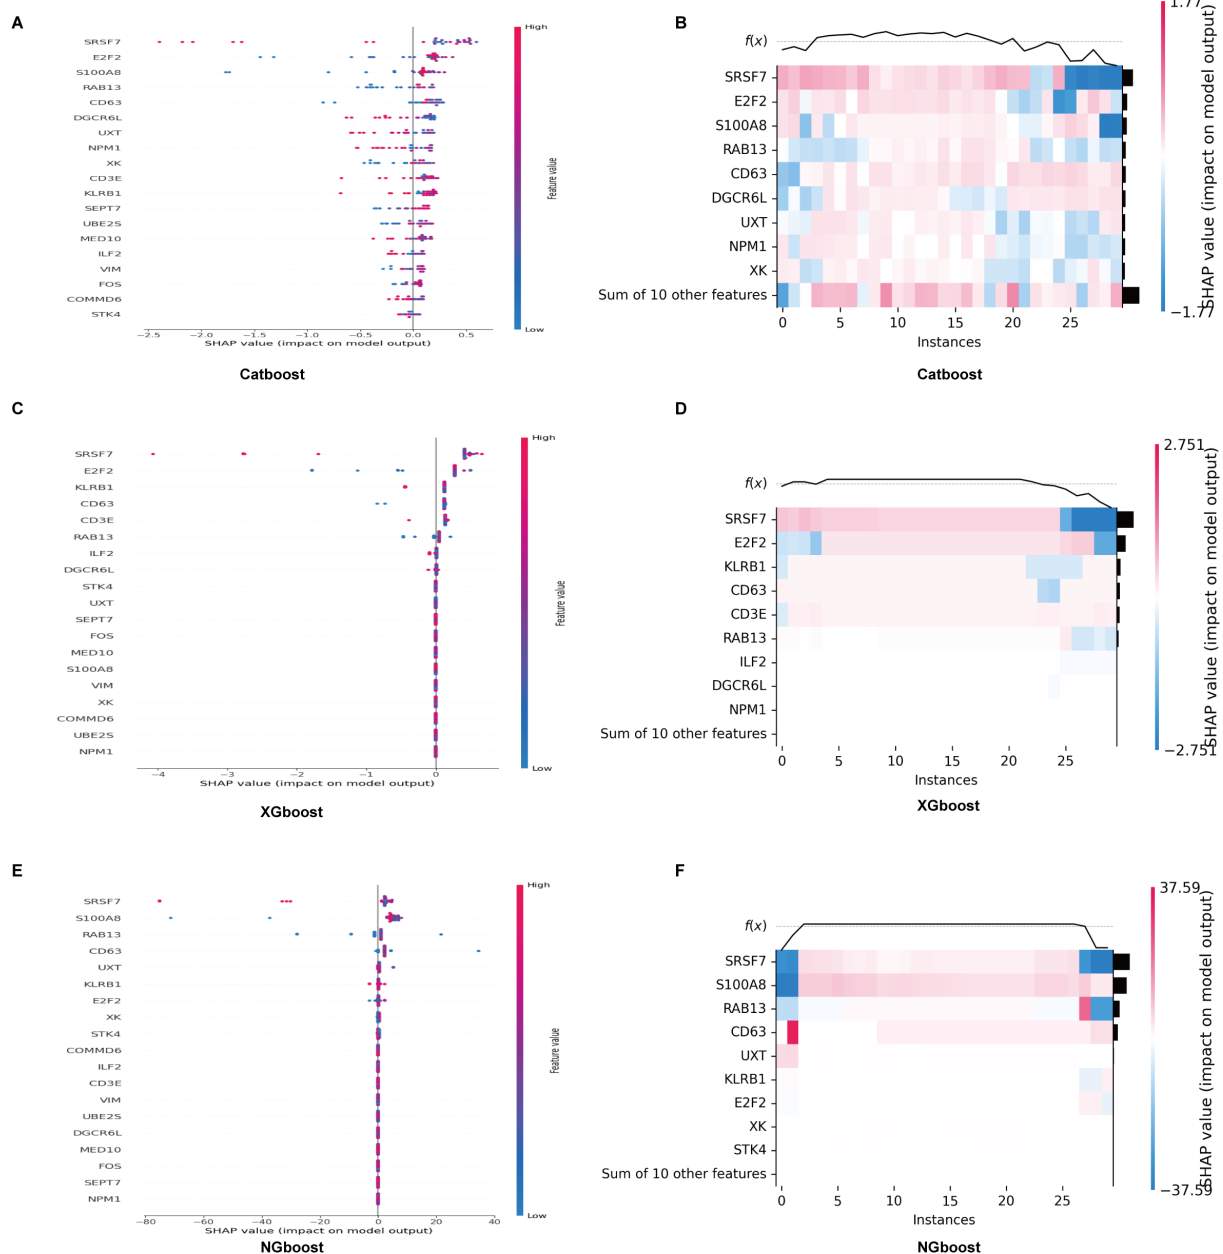 A
SRSF7
E2F2
S100A8
RAB13
CD63
DGCR6L
UXT
NPM1
XK
CD3E
KLRB1
SEPT7
UBE2S
MED10
ILF2
VIM
FOS
COMMD6
STK4
−2.5 −2.0 −1.5 −1.0 −0.5 0.0 0.5
SHAP value (impact on model output)
High
Low
Feature value
Catboost
B
f(x)
SRSF7
E2F2
S100A8
RAB13
CD63
DGCR6L
UXT
NPM1
XK
Sum of 10 other features
0 5 10 15 20 25
Instances
1.77
−1.77
SHAP value (impact on model output)
Catboost
C
SRSF7
E2F2
KLRB1
CD63
CD3E
RAB13
ILF2
DGCR6L
STK4
UXT
SEPT7
FOS
MED10
S100A8
VIM
XK
COMMD6
UBE2S
NPM1
−4 −3 −2 −1 0
SHAP value (impact on model output)
High
Low
Feature value
XGboost
D
f(x)
SRSF7
E2F2
KLRB1
CD63
CD3E
RAB13
ILF2
DGCR6L
NPM1
Sum of 10 other features
0 5 10 15 20 25
Instances
2.751
−2.751
SHAP value (impact on model output)
XGboost
E
SRSF7
S100A8
RAB13
CD63
UXT
KLRB1
E2F2
XK
STK4
COMMD6
ILF2
CD3E
VIM
UBE2S
DGCR6L
MED10
FOS
SEPT7
NPM1
−80 −60 −40 −20 0 20 40
SHAP value (impact on model output)
High
Low
Feature value
NGboost
F
f(x)
SRSF7
S100A8
RAB13
CD63
UXT
KLRB1
E2F2
XK
STK4
Sum of 10 other features
0 5 10 15 20 25
Instances
37.59
−37.59
SHAP value (impact on model output)
NGboost